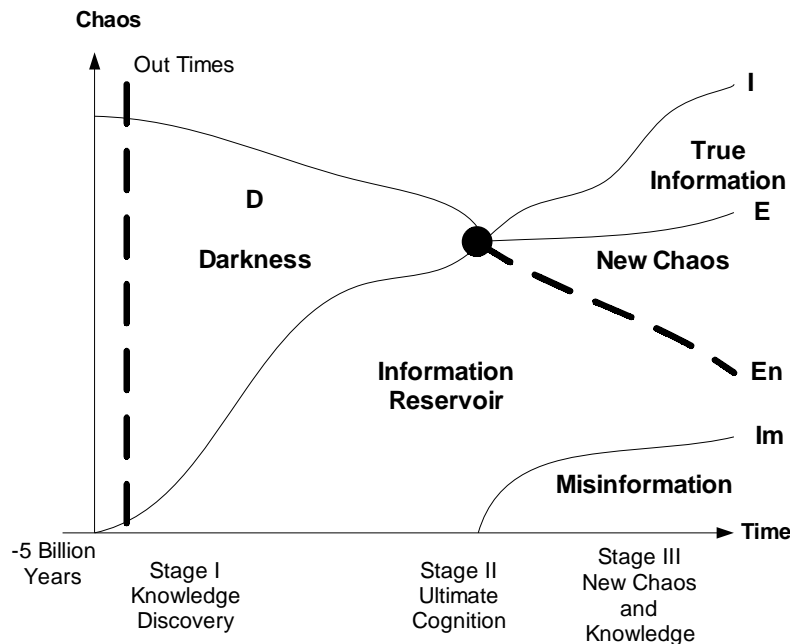 Chaos
Out Times
I
True
Information
D
E
Darkness
New Chaos
Information
Reservoir
En
Im
Misinformation
Time
-5 Billion
Years
Stage I
Knowledge
Discovery
Stage II
Ultimate
Cognition
Stage III
New Chaos
and
Knowledge